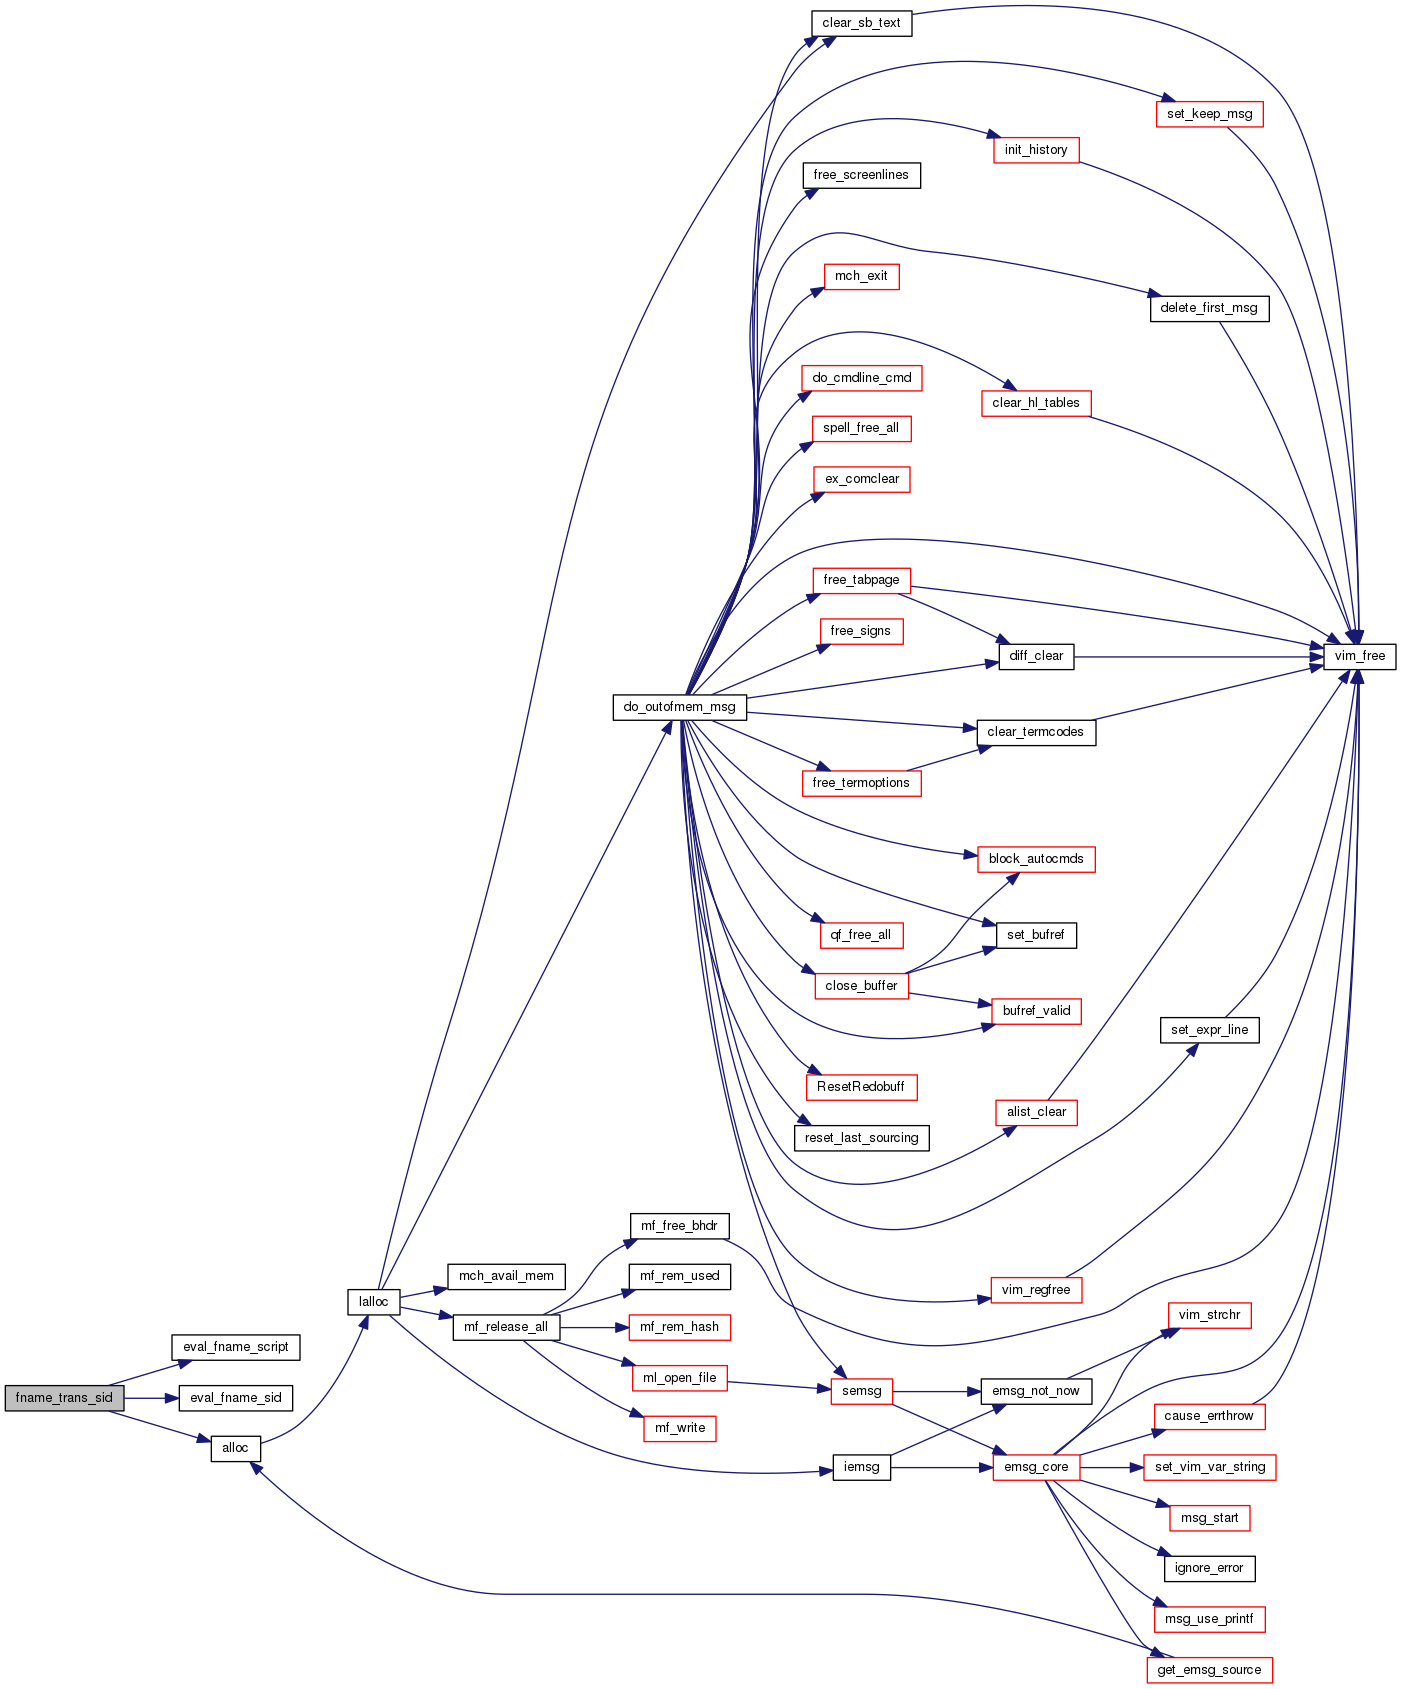 clear_sb_text
set_keep_msg
init_history
free_screenlines
mch_exit
delete_first_msg
do_cmdline_cmd
clear_hl_tables
spell_free_all
ex_comclear
free_tabpage
free_signs
diff_clear
vim_free
do_outofmem_msg
clear_termcodes
free_termoptions
block_autocmds
qf_free_all
set_bufref
close_buffer
bufref_valid
set_expr_line
ResetRedobuff
alist_clear
reset_last_sourcing
mf_free_bhdr
mch_avail_mem
mf_rem_used
vim_regfree
lalloc
vim_strchr
mf_release_all
mf_rem_hash
eval_fname_script
ml_open_file
semsg
emsg_not_now
fname_trans_sid
eval_fname_sid
cause_errthrow
mf_write
alloc
iemsg
emsg_core
set_vim_var_string
msg_start
ignore_error
msg_use_printf
get_emsg_source